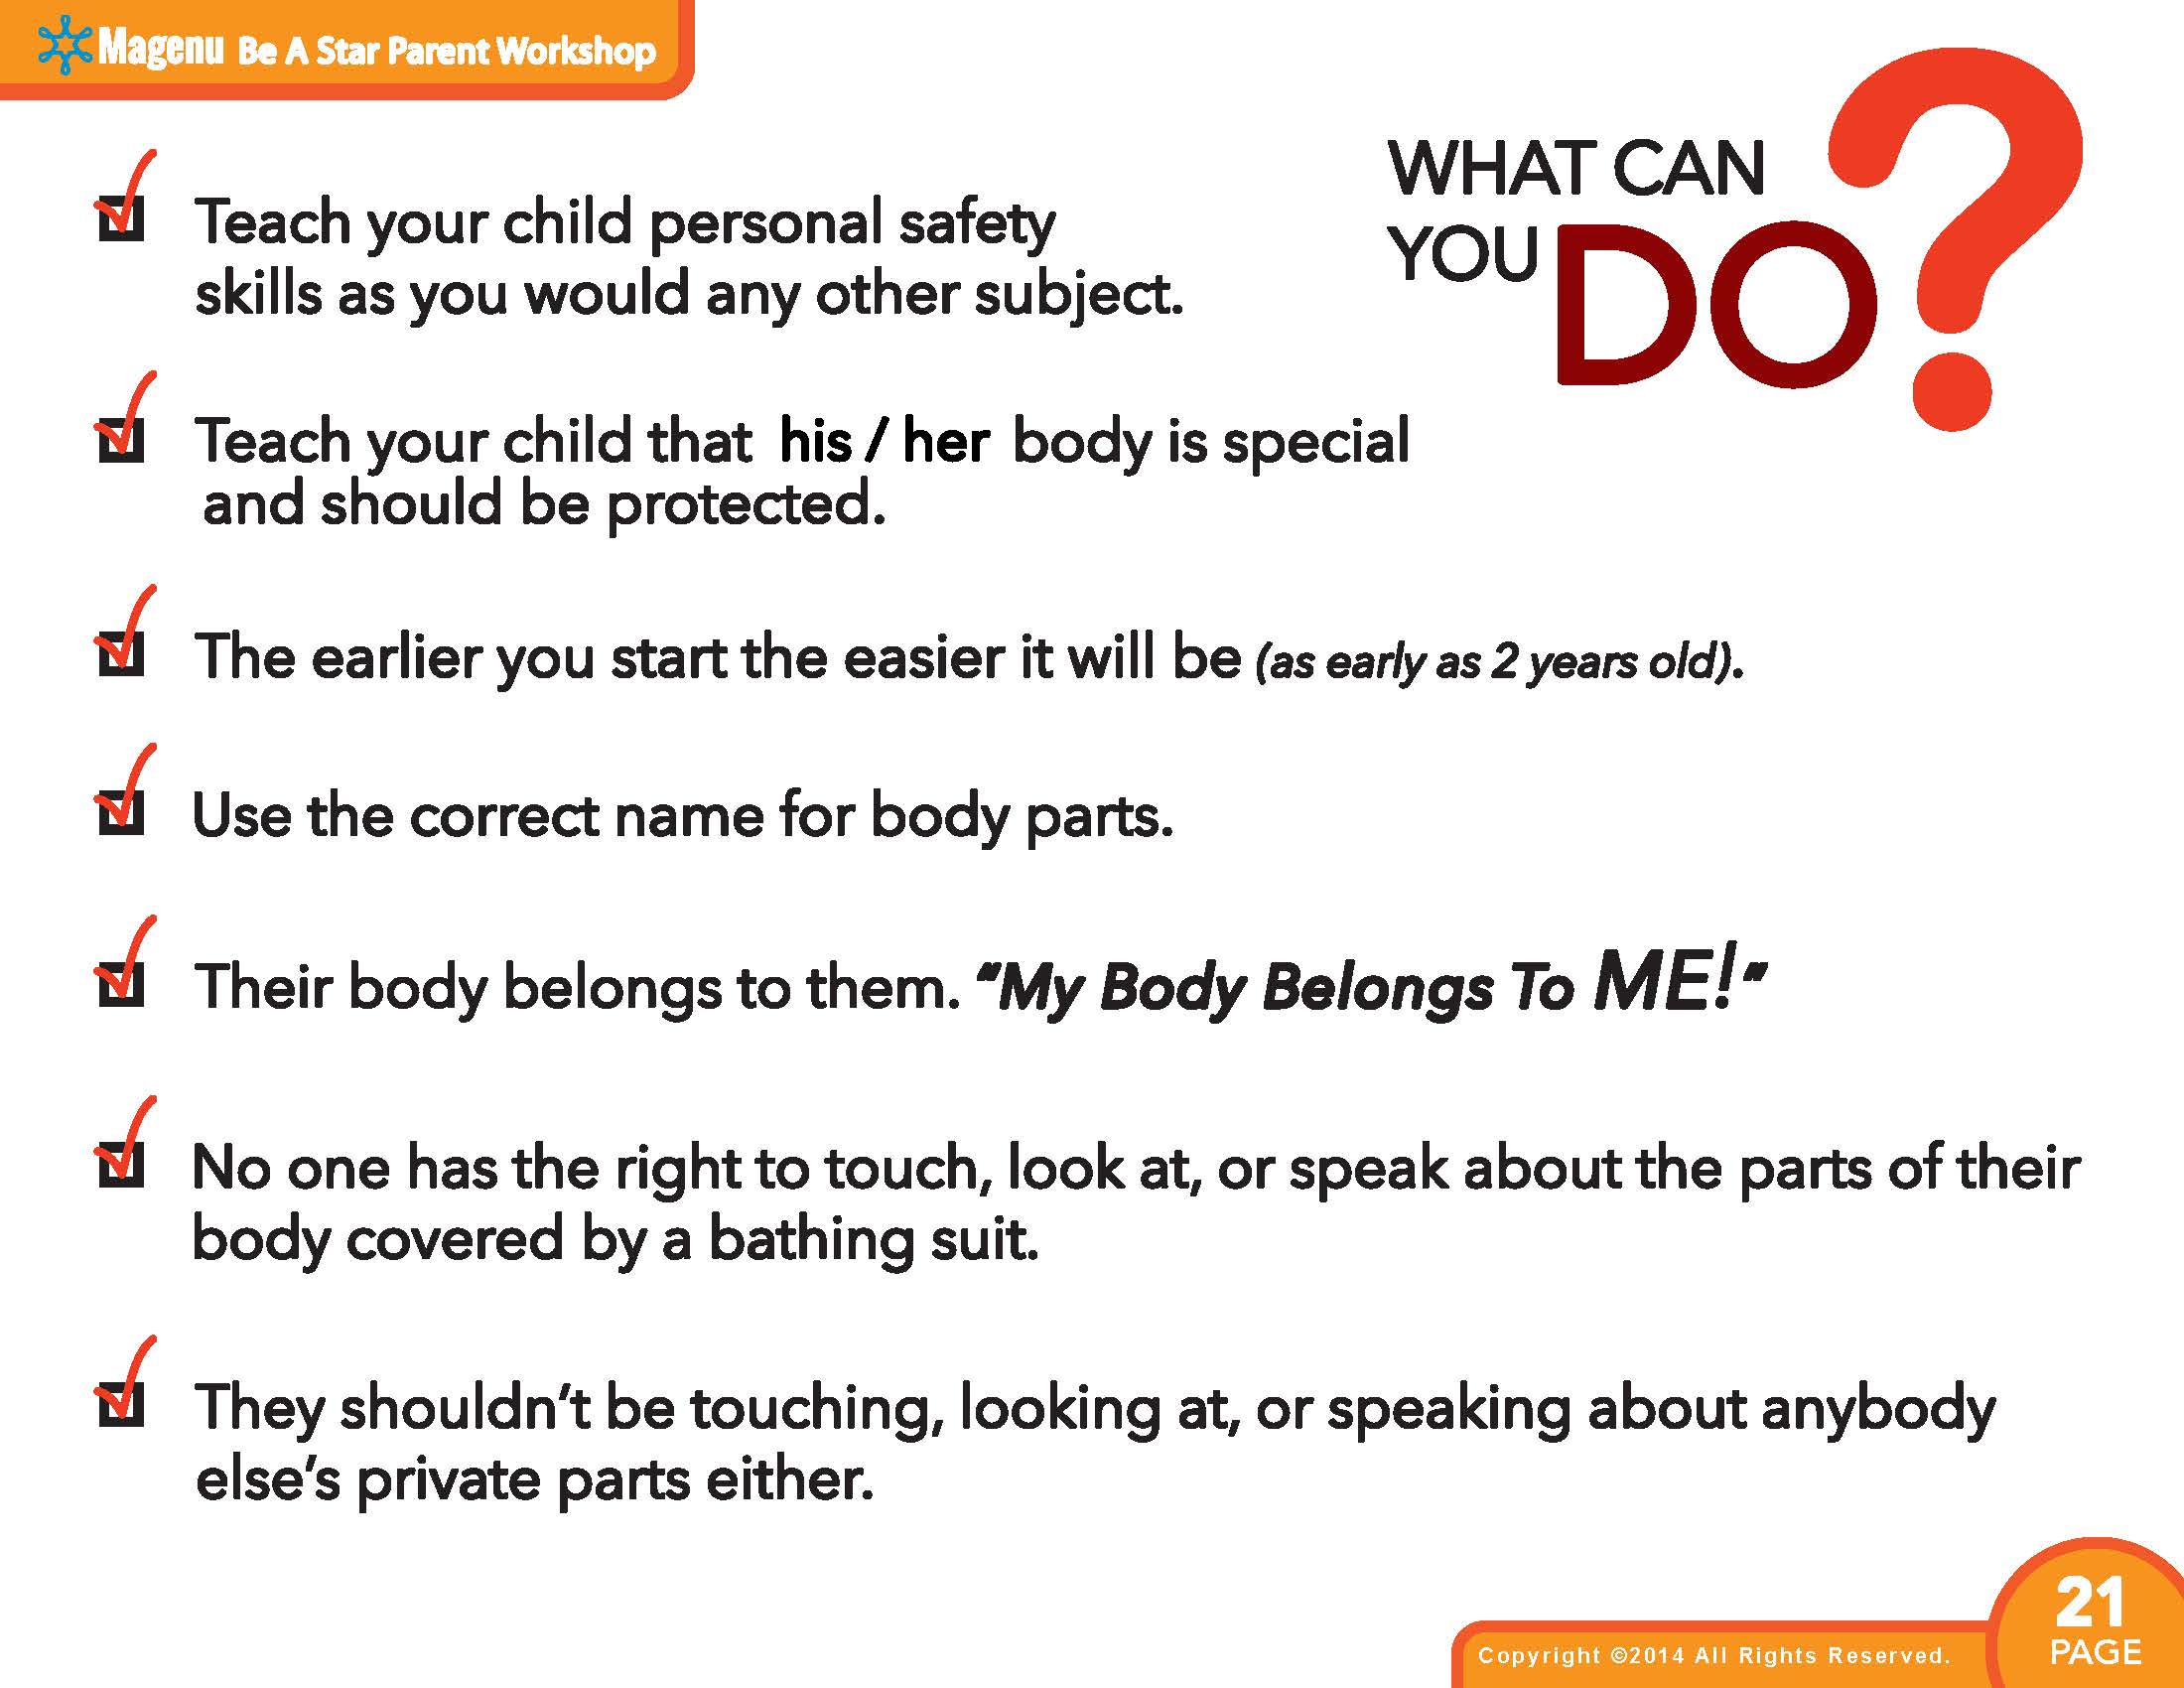 Magenu Be A Star Parent Workshop
WHAT CAN
YOU DO?
Teach your child personal safety
skills as you would any other subject.
Teach your child that his / her body is special
and should be protected.
The earlier you start the easier it will be (as early as 2 years old).
Use the correct name for body parts.
Their body belongs to them. “My Body Belongs To ME!”
No one has the right to touch, look at, or speak about the parts of their
body covered by a bathing suit.
They shouldn’t be touching, looking at, or speaking about anybody
else’s private parts either.
Copyright ©2014 All Rights Reserved.
21
PAGE